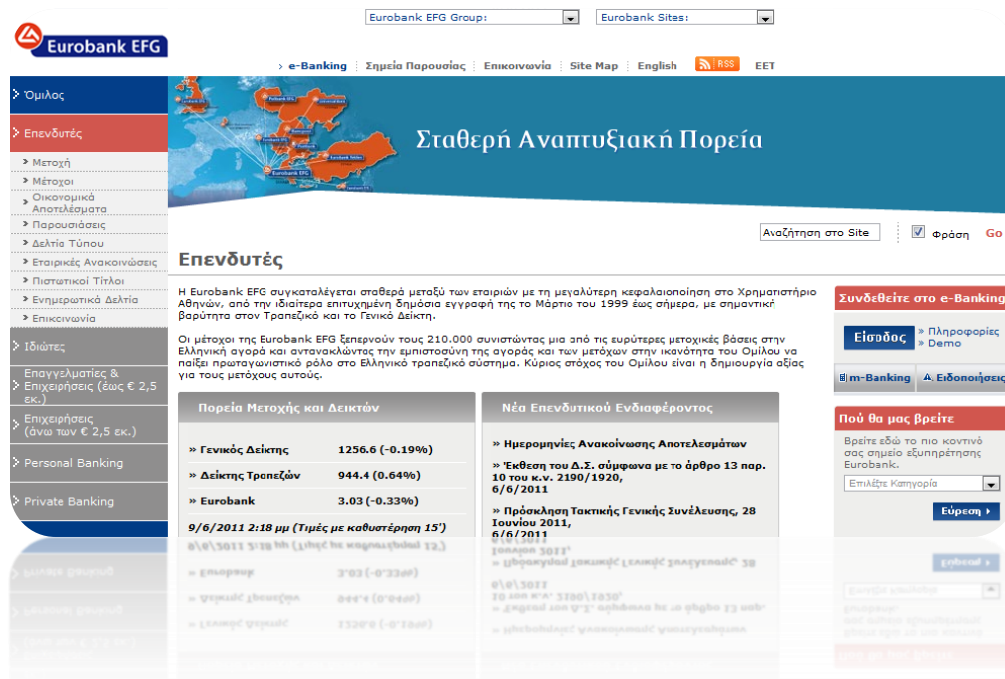 Eurobank EFG Group:
Eurobank Sites:
Eurobank EFG
› e-Banking
Σημεία Παρουσίας
Επικοινωνία
Site Map
English
RSS
EET
Όμιλος
Επενδυτές
Μετοχή
Μέτοχοι
Οικονομικά
Αποτελέσματα
Παρουσιάσεις
Δελτία Τύπου
Εταιρικές Ανακοινώσεις
Πιστωτικοί Τίτλοι
Ενημερωτικά Δελτία
Επικοινωνία
Ιδιώτες
Επαγγελματίες &
Επιχειρήσεις (έως € 2,5
εκ.)
Επιχειρήσεις
(άνω των € 2,5 εκ.)
Personal Banking
Private Banking
Σταθερή Αναπτυξιακή Πορεία
Αναζήτηση στο Site
Φράση
Go
Επενδυτές
Η Eurobank EFG συγκαταλέγεται σταθερά μεταξύ των εταιριών με τη μεγαλύτερη κεφαλαιοποίηση στο Χρηματιστήριο
Αθηνών, από την ιδιαίτερα επιτυχημένη δημόσια εγγραφή της το Μάρτιο του 1999 έως σήμερα, με σημαντική
βαρύτητα στον Τραπεζικό και το Γενικό Δείκτη.
Οι μέτοχοι της Eurobank EFG ξεπερνούν τους 210.000 συνιστώντας μια από τις ευρύτερες μετοχικές βάσεις στην
Ελληνική αγορά και αντανακλώντας την εμπιστοσύνη της αγοράς και των μετόχων στην ικανότητα του Ομίλου να
παίξει πρωταγωνιστικό ρόλο στο Ελληνικό τραπεζικό σύστημα. Κύριος στόχος του Ομίλου είναι η δημιουργία αξίας
για τους μετόχους αυτούς.
Πορεία Μετοχής και Δεικτών
» Γενικός Δείκτης 1256.6 (-0.19%)
» Δείκτης Τραπεζών 944.4 (0.64%)
» Eurobank 3.03 (-0.33%)
9/6/2011 2:18 μμ (Τιμές με καθυστέρηση 15')
Νέα Επενδυτικού Ενδιαφέροντος
» Ημερομηνίες Ανακοίνωσης Αποτελεσμάτων
» Έκθεση του Δ.Σ. σύμφωνα με το άρθρο 13 παρ.
10 του κ.ν. 2190/1920,
6/6/2011
» Πρόσκληση Τακτικής Γενικής Συνέλευσης, 28
Ιουνίου 2011,
6/6/2011
Συνδεθείτε στο e-Banking
Είσοδος
» Πληροφορίες
» Demo
m-Banking
Ειδοποιήσεις
Πού θα μας βρείτε
Βρείτε εδώ το πιο κοντινό
σας σημείο εξυπηρέτησης
Eurobank.
Επιλέξτε Κατηγορία
Εύρεση